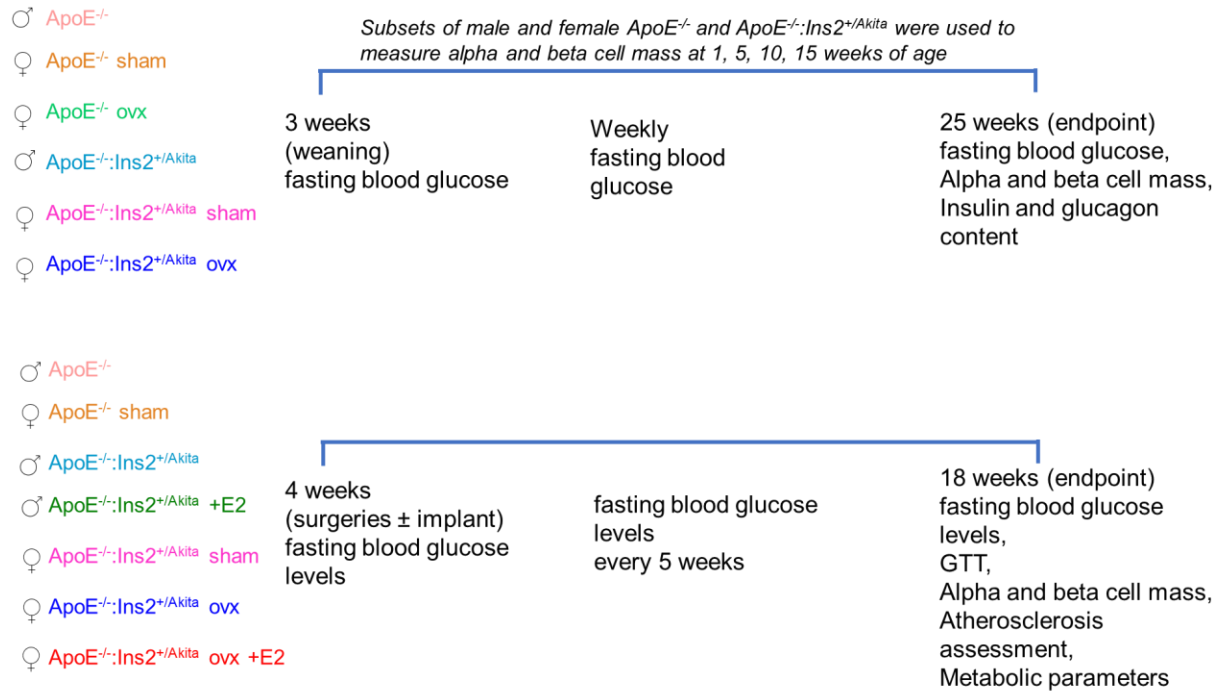 ♂ ApoE-/-
♀ ApoE-/- sham
♀ ApoE-/- ovx
♂ ApoE-/-:Ins2+/Akita
♀ ApoE-/-:Ins2+/Akita sham
♀ ApoE-/-:Ins2+/Akita ovx
Subsets of male and female ApoE-/- and ApoE-/-:Ins2+/Akita were used to
measure alpha and beta cell mass at 1, 5, 10, 15 weeks of age
3 weeks
(weaning)
fasting blood glucose
Weekly
fasting blood
glucose
25 weeks (endpoint)
fasting blood glucose,
Alpha and beta cell mass,
Insulin and glucagon
content
♂ ApoE-/-
♀ ApoE-/- sham
♂ ApoE-/-:Ins2+/Akita
♂ ApoE-/-:Ins2+/Akita +E2
♀ ApoE-/-:Ins2+/Akita sham
♀ ApoE-/-:Ins2+/Akita ovx
♀ ApoE-/-:Ins2+/Akita ovx +E2
4 weeks
(surgeries ± implant)
fasting blood glucose
levels
fasting blood glucose
levels
every 5 weeks
18 weeks (endpoint)
fasting blood glucose
levels,
GTT,
Alpha and beta cell mass,
Atherosclerosis
assessment,
Metabolic parameters